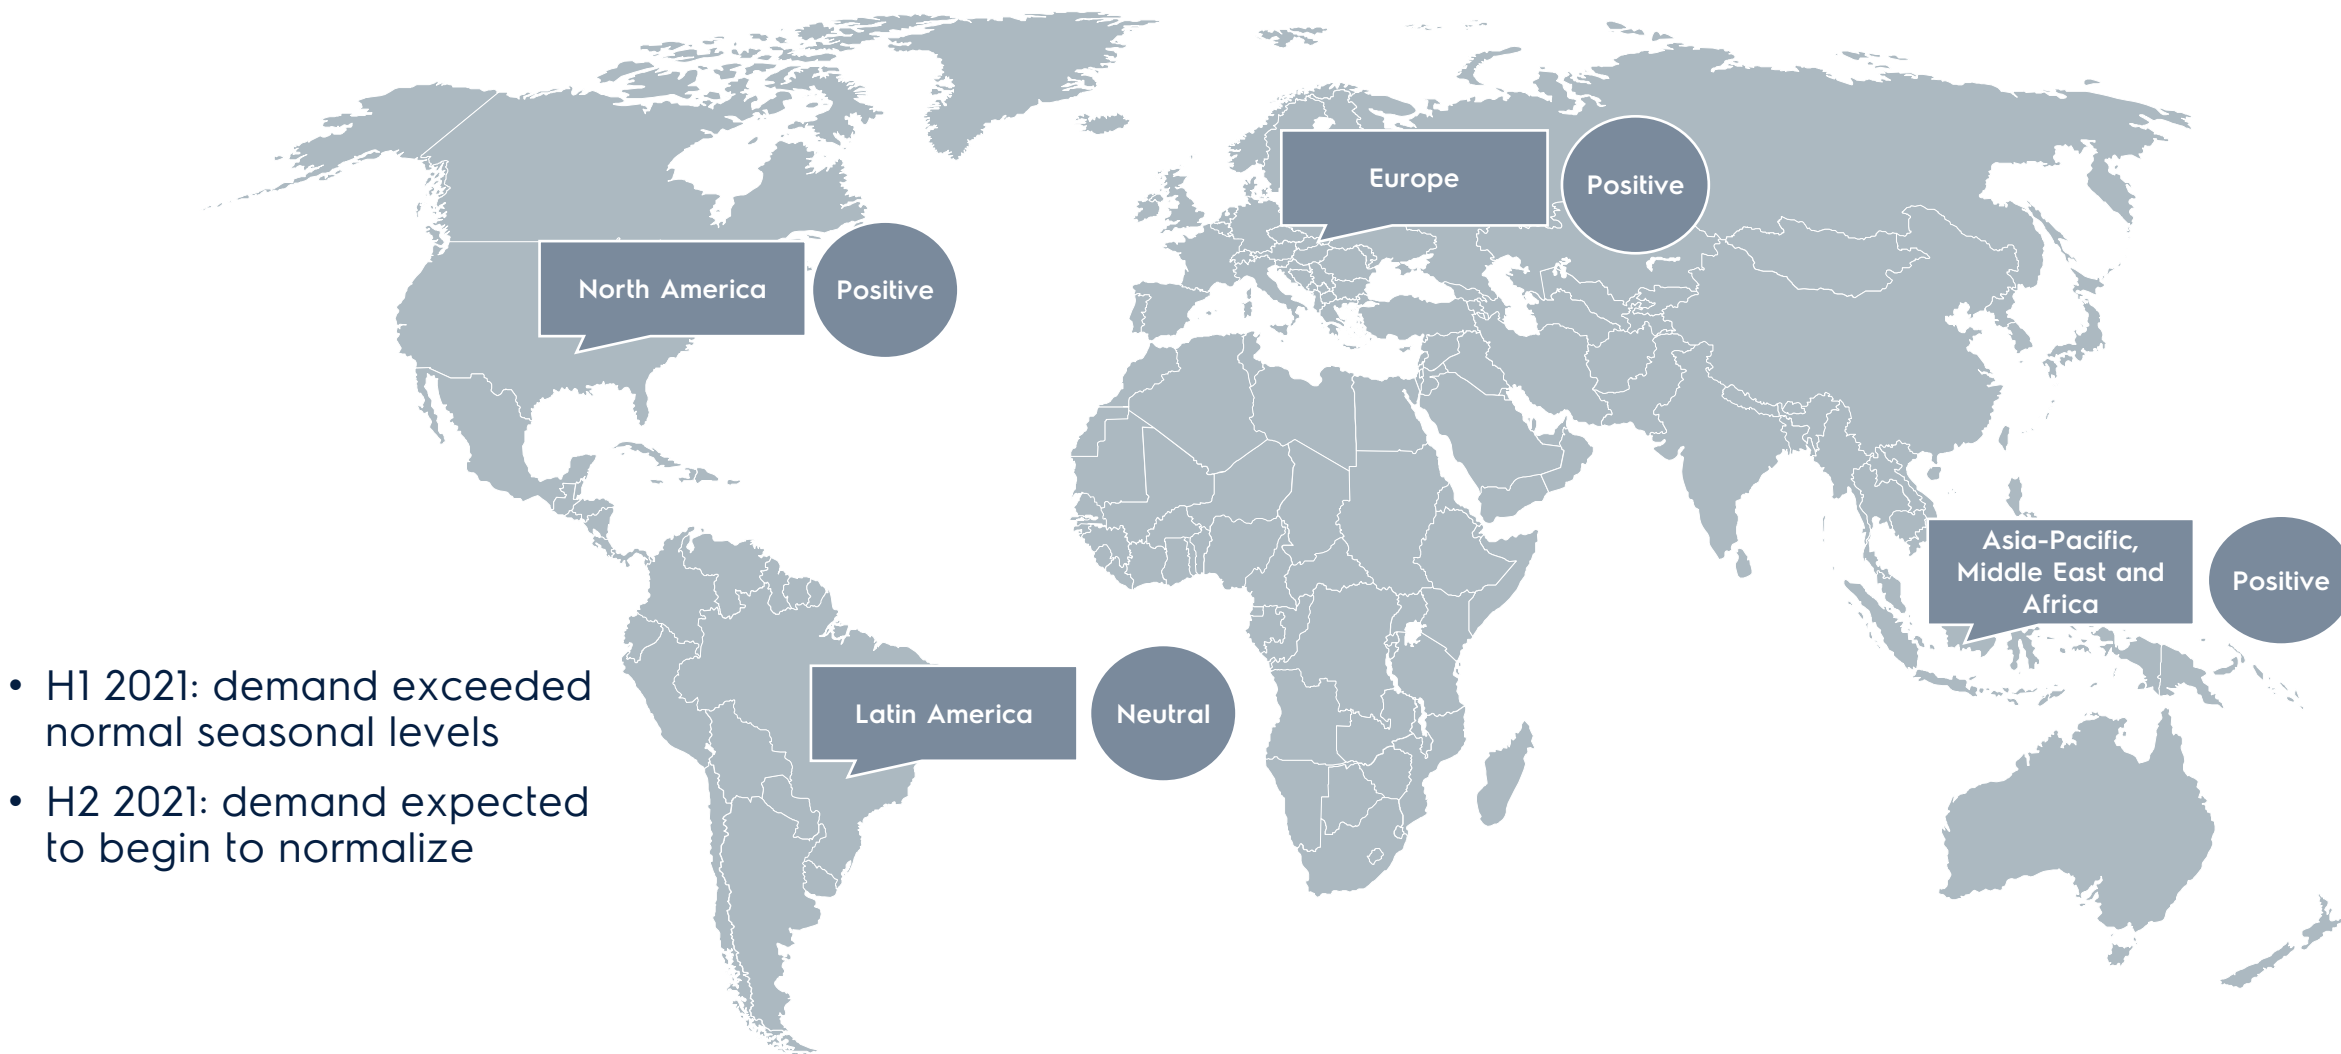 Europe
Positive
North America
Positive
Asia-Pacific,
Middle East and
Africa
Positive
Latin America
Neutral
• H1 2021: demand exceeded
normal seasonal levels
• H2 2021: demand expected
to begin to normalize